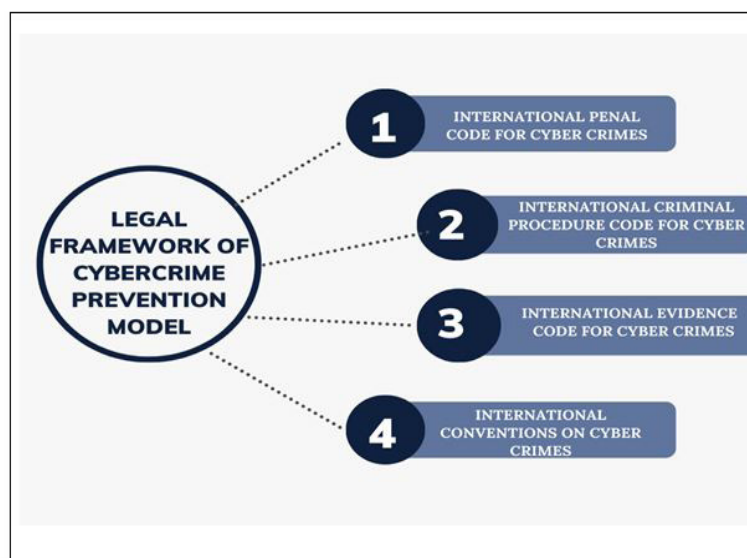 LEGAL
FRAMEWORK OF
CYBERCRIME
PREVENTION
MODEL
1
INTERNATIONAL PENAL
CODE FOR CYBER CRIMES
2
INTERNATIONAL CRIMINAL
PROCEDURE CODE FOR CYBER
CRIMES
3
INTERNATIONAL EVIDENCE
CODE FOR CYBER CRIMES
4
INTERNATIONAL
CONVENTIONS ON CYBER
CRIMES